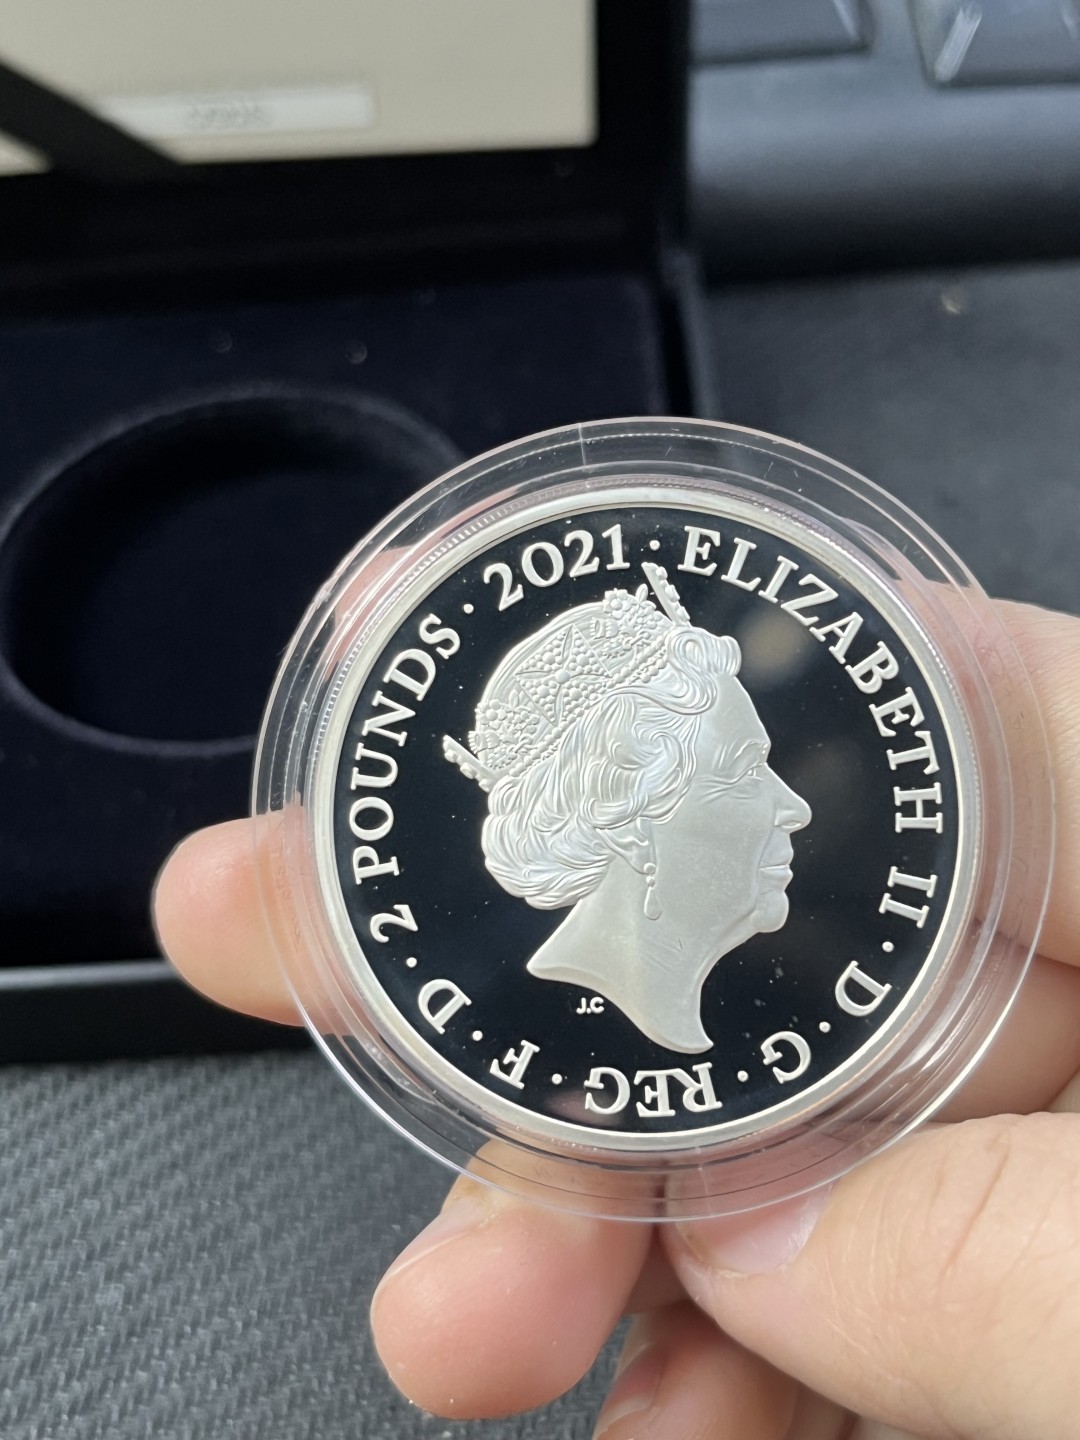 ELIZABETH II · D · G · REG · F · D · 2 POUNDS · 2021 ·
J.C